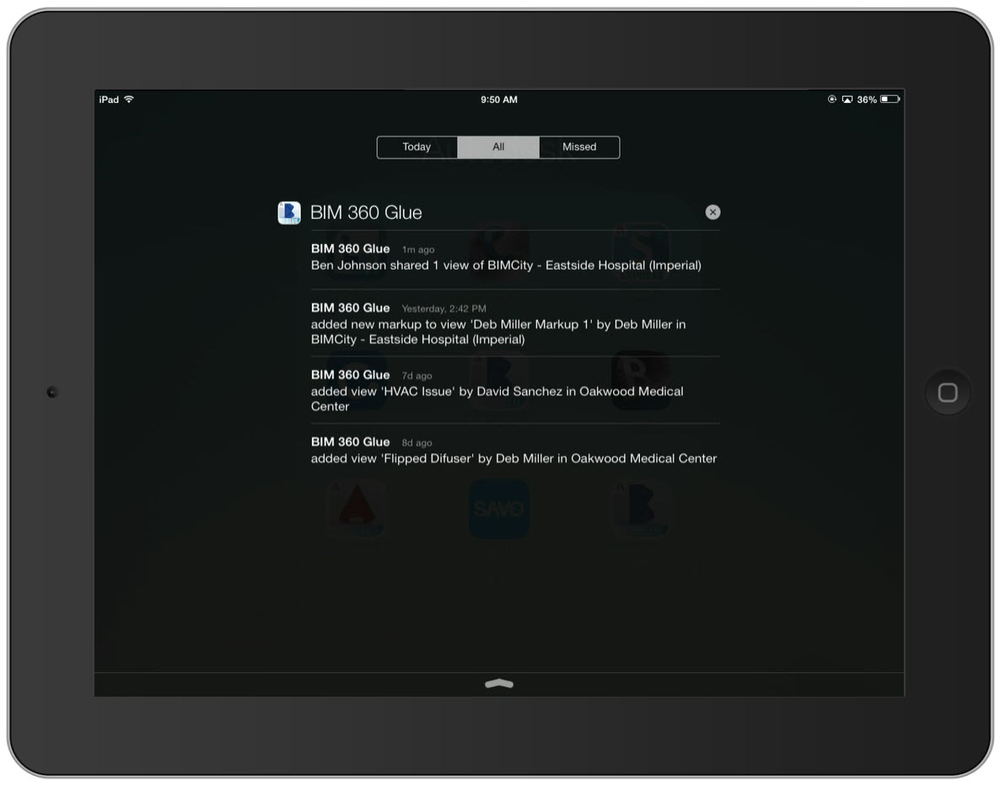 iPad
9:50 AM
36%
Today
All
Missed
BIM 360 Glue
BIM 360 Glue 1m ago
Ben Johnson shared 1 view of BIMCity - Eastside Hospital (Imperial)
BIM 360 Glue Yesterday, 2:42 PM
added new markup to view 'Deb Miller Markup 1' by Deb Miller in
BIMCity - Eastside Hospital (Imperial)
BIM 360 Glue 7d ago
added view 'HVAC Issue' by David Sanchez in Oakwood Medical
Center
BIM 360 Glue 8d ago
added view 'Flipped Difuser' by Deb Miller in Oakwood Medical Center
SAVO